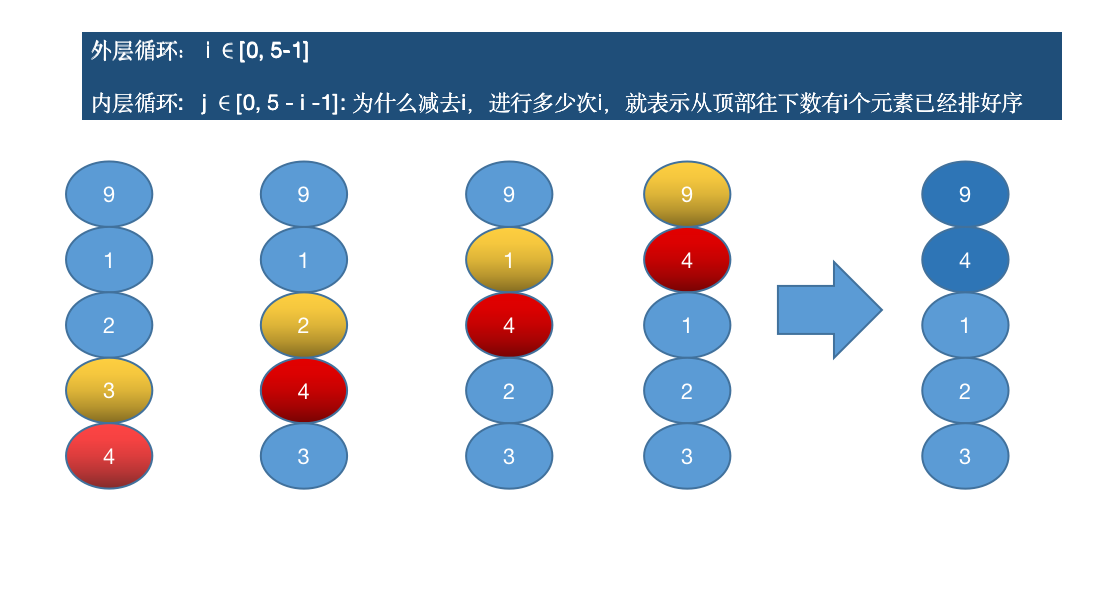 外层循环： i ∈[0, 5-1]
内层循环: j ∈[0, 5 - i -1]: 为什么减去i，进行多少次i，就表示从顶部往下数有i个元素已经排好序
9 9 9 9 9
1 1 1 4 4
2 2 4 1 1
3 4 2 2 2
4 3 3 3 3